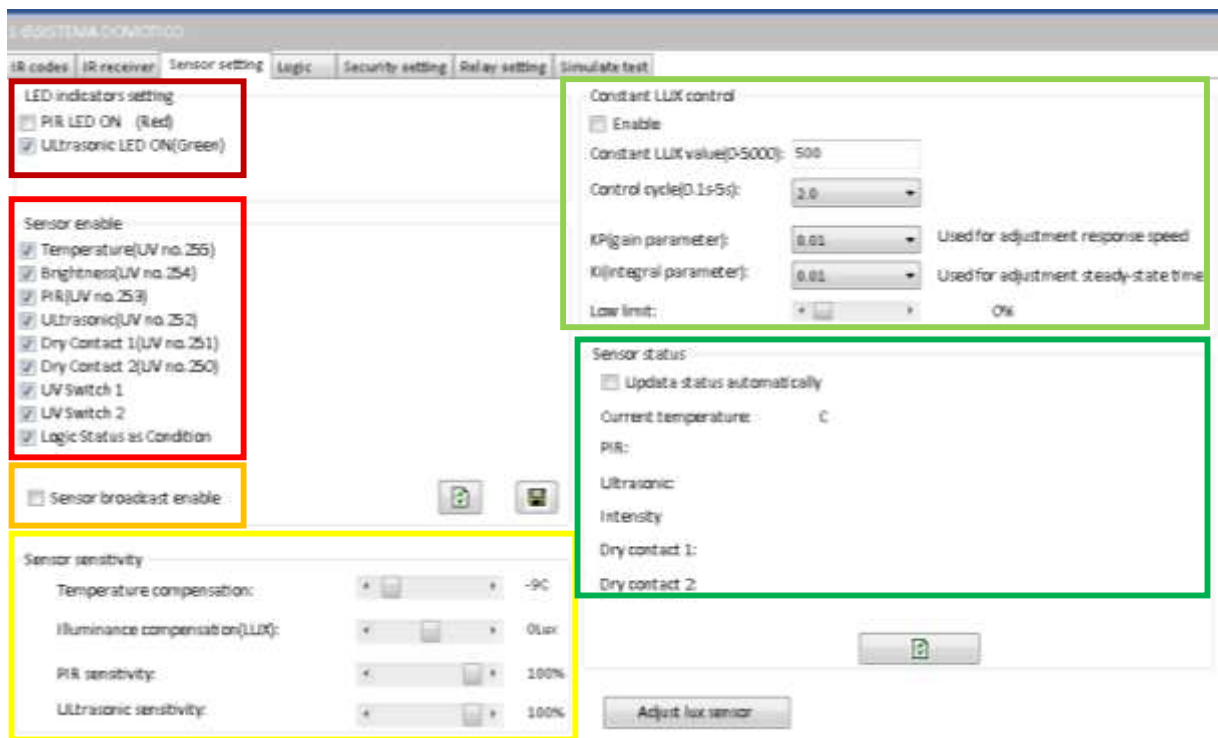 SISTEMA DOMOTICO
IR codes IR receiver Sensor setting Logic Security setting Relay setting Simulate test
LED indicators setting
PIR LED ON (Red)
ULtrasonic LED ON(Green)
Sensor enable
Temperature(UV no.255)
Brightness(UV no.254)
PIR(UV no.253)
ULtrasonic(UV no.252)
Dry Contact 1(UV no.251)
Dry Contact 2(UV no.250)
UV Switch 1
UV Switch 2
Logic Status as Condition
Sensor broadcast enable
Sensor sensitivity
Temperature compensation: -9C
Illuminance compensation(LUX): 0Lux
PIR sensitivity: 100%
ULtrasonic sensitivity: 100%
Constant LUX control
Enable
Constant LUX value(0-5000): 500
Control cycle(0.1s-5s): 2.0
KP(gain parameter): 0.01 Used for adjustment response speed
KI(integral parameter): 0.01 Used for adjustment steady-state time
Low limit: 0%
Sensor status
Updata status automatically
Current temperature: C
PIR:
Ultrasonic:
Intensity
Dry contact 1:
Dry contact 2:
Adjust lux sensor